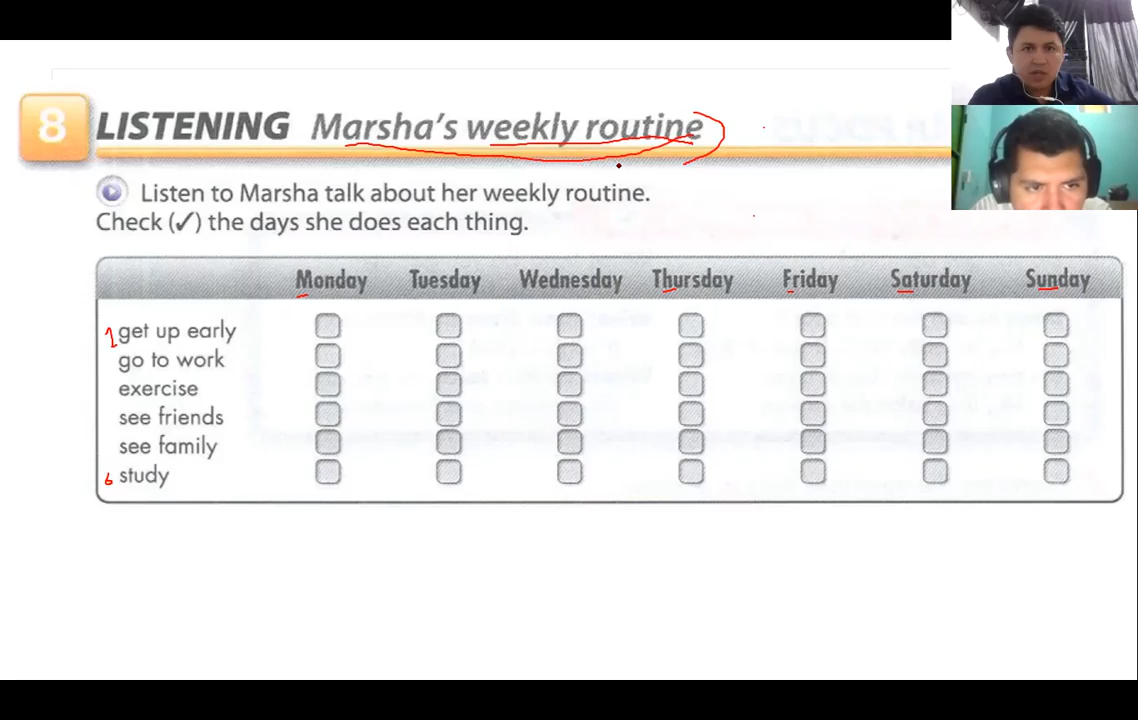 8 LISTENING Marsha's weekly routine
Listen to Marsha talk about her weekly routine.
Check (✓) the days she does each thing.
Monday Tuesday Wednesday Thursday Friday Saturday Sunday
1 get up early
go to work
exercise
see friends
see family
6 study